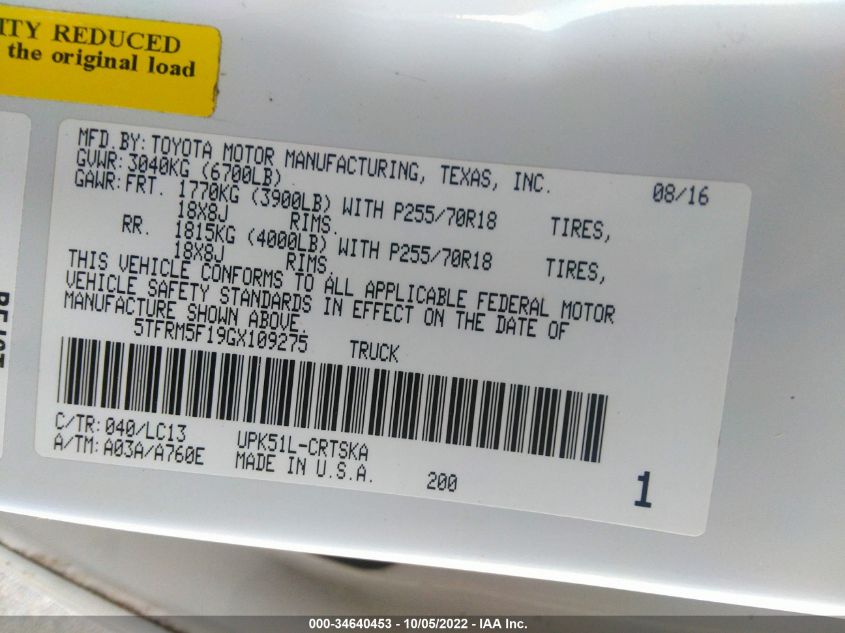 ITY REDUCED
the original load
MFD.BY: TOYOTA MOTOR MANUFACTURING, TEXAS, INC. 08/16
GVWR: 3040KG (6700LB)
GAWR: FRT. 1770KG (3900LB) WITH P255/70R18 TIRES,
18X8J RIMS.
RR. 1815KG (4000LB) WITH P255/70R18 TIRES,
18X8J RIMS.
THIS VEHICLE CONFORMS TO ALL APPLICABLE FEDERAL MOTOR
VEHICLE SAFETY STANDARDS IN EFFECT ON THE DATE OF
MANUFACTURE SHOWN ABOVE.
5TFRM5F19GX109275 TRUCK
C/TR: 040/LC13 UPK51L-CRTSKA
A/TM: A03A/A760E MADE IN U.S.A. 200 1
000-34640453 - 10/05/2022 - IAA Inc.